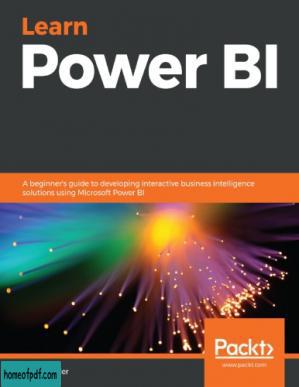 Learn
Power BI
A beginner's guide to developing interactive business intelligence
solutions using Microsoft Power BI
Packt>
www.packt.com
homeofpdf.com